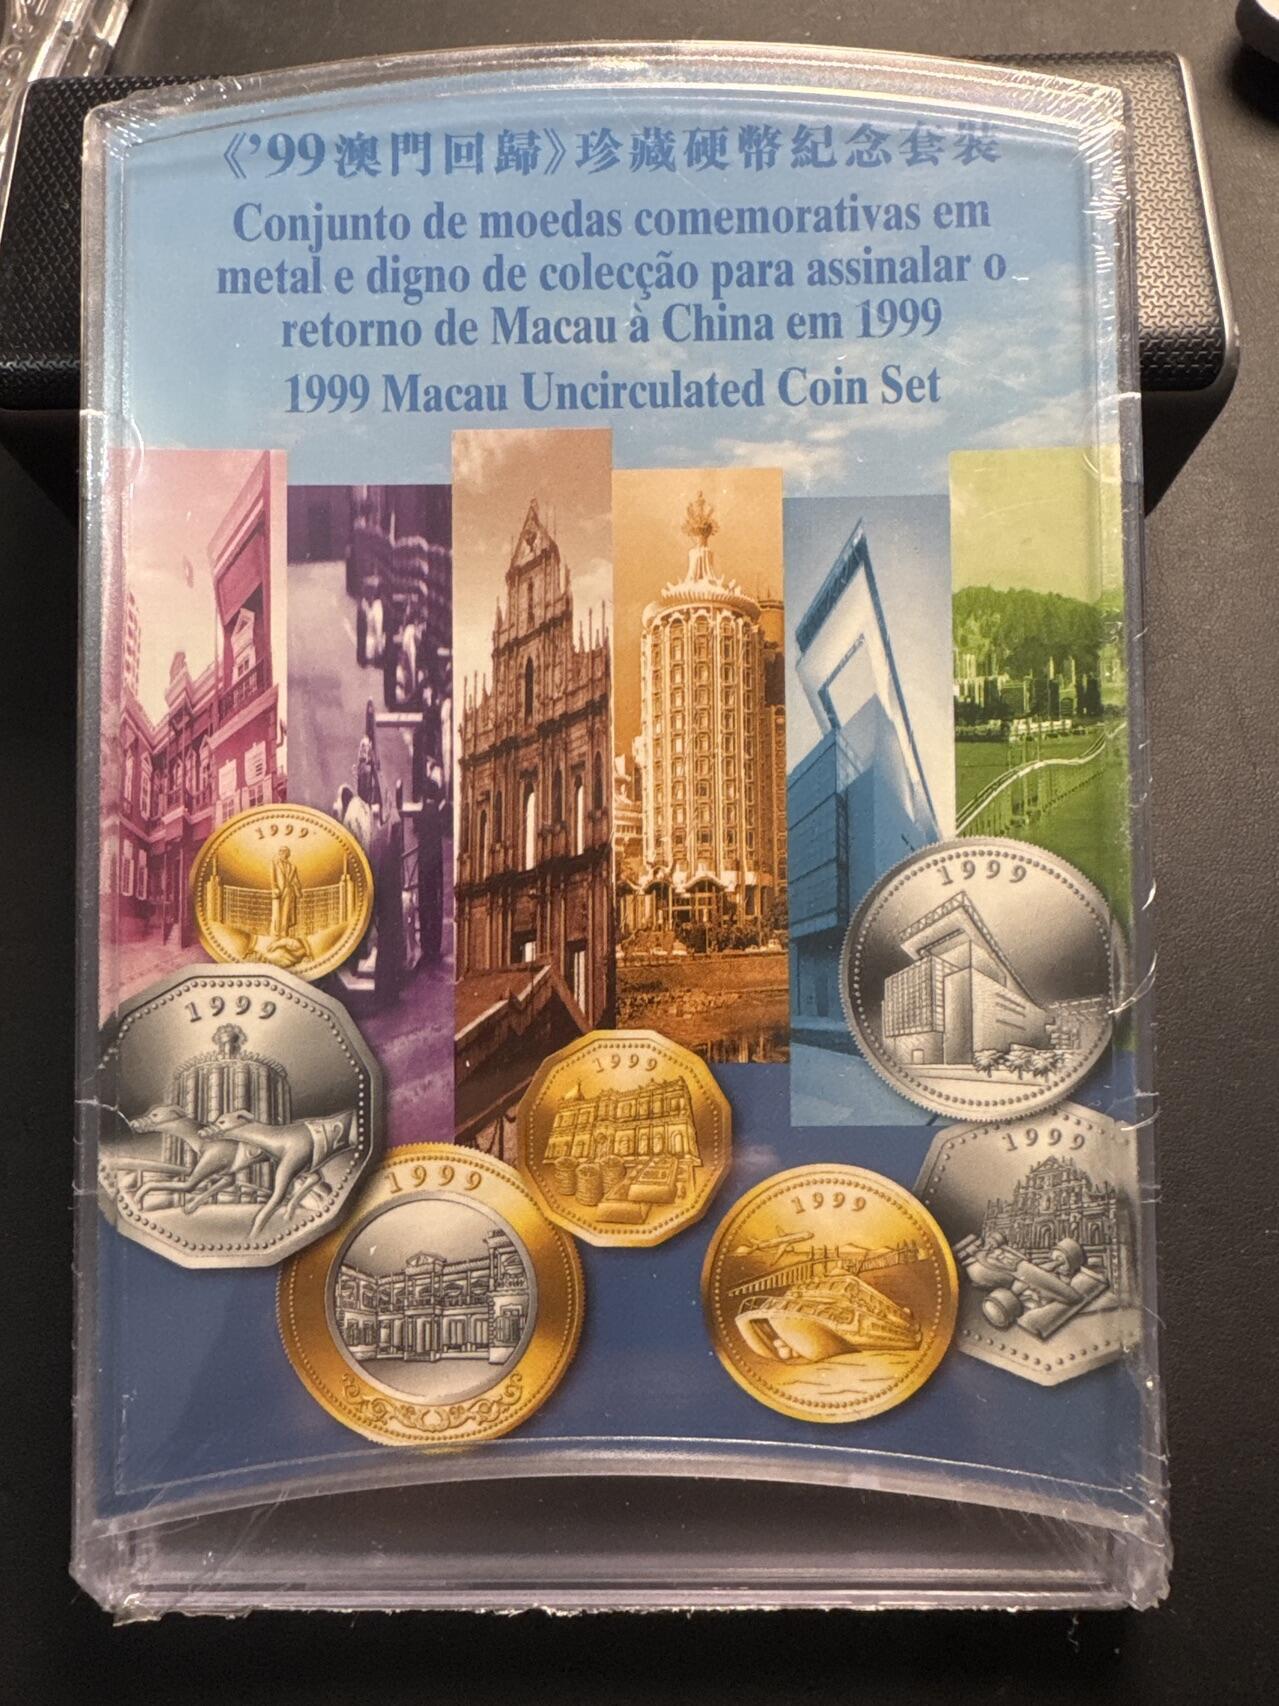 《’99澳門回歸》珍藏硬幣紀念套裝
Conjunto de moedas comemorativas em
metal e digno de colecção para assinalar o
retorno de Macau à China em 1999
1999 Macau Uncirculated Coin Set
1999
1999
1999
1999
1999
1999
1999
2